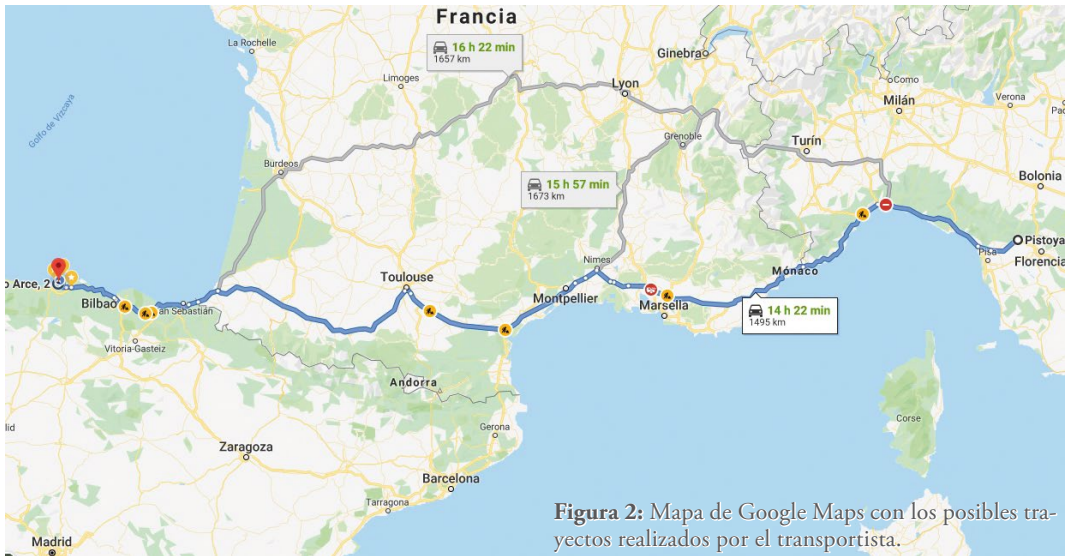 Francia
La Rochelle
16 h 22 min
1657 km
Ginebra
Limoges
Lyon
Como
Milán
Verona
Golfo de Vizcaya
Grenoble
Turín
Burdeos
15 h 57 min
1673 km
Bolonia
Pistoya
Florencia
Pisa
Nimes
Mónaco
o Arce, 2
Toulouse
Montpellier
Marsella
Bilbao
an Sebastián
14 h 22 min
1495 km
Vitoria-Gasteiz
Andorra
Corse
Gerona
Zaragoza
Barcelona
Tarragona
Madrid
Figura 2: Mapa de Google Maps con los posibles tra-
yectos realizados por el transportista.